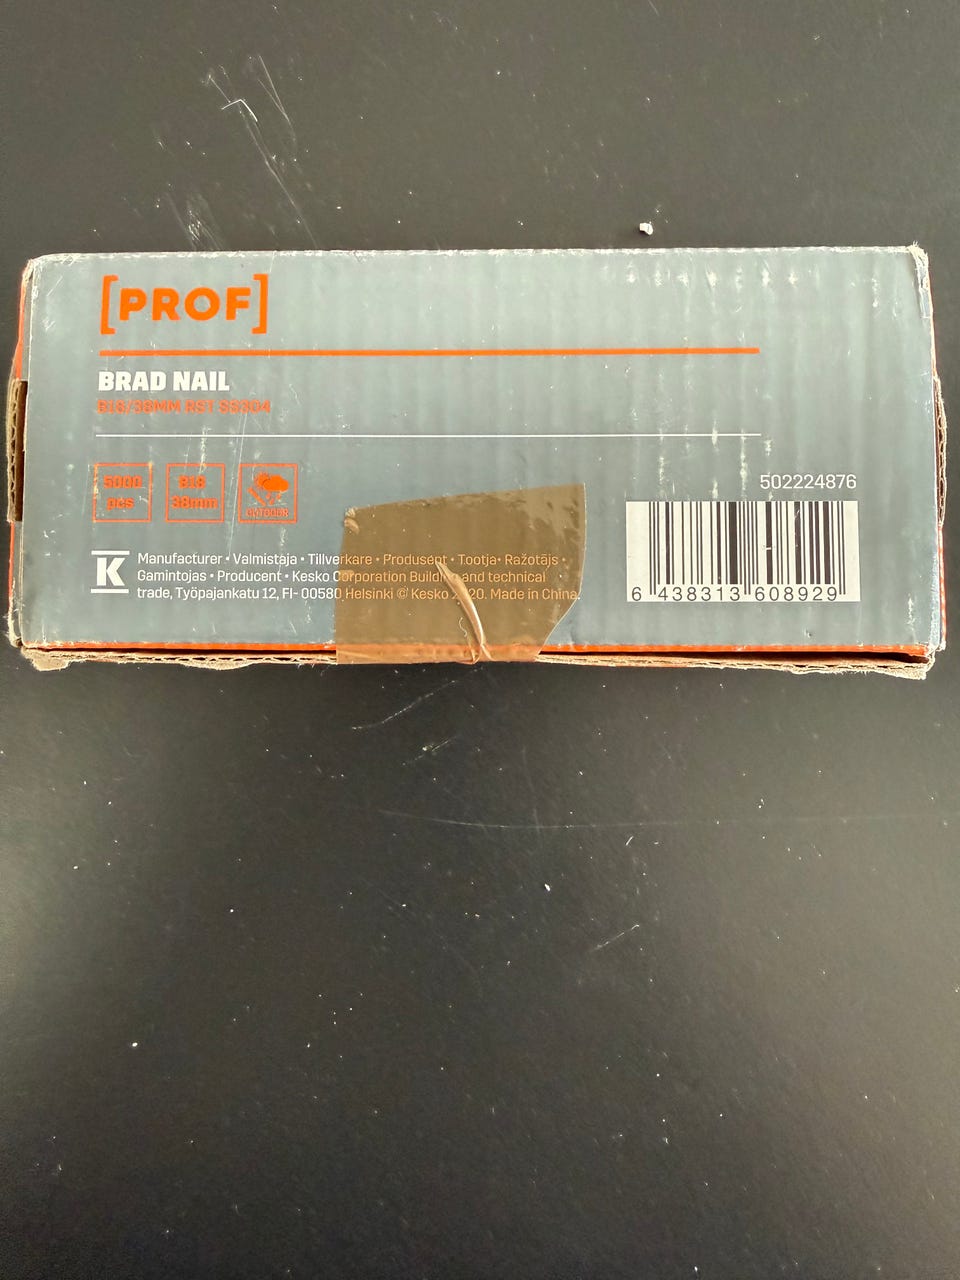 [PROF]
BRAD NAIL
B18/38MM RST SS304
5000 pcs
B18 38mm
OUTDOOR
502224876
K
Manufacturer • Valmistaja • Tillverkare • Produsent • Tootja• Ražotājs •
Gamintojas • Producent • Kesko Corporation Building and technical
trade, Työpajankatu 12, FI- 00580 Helsinki © Kesko 2020. Made in China.
6 438313 608929